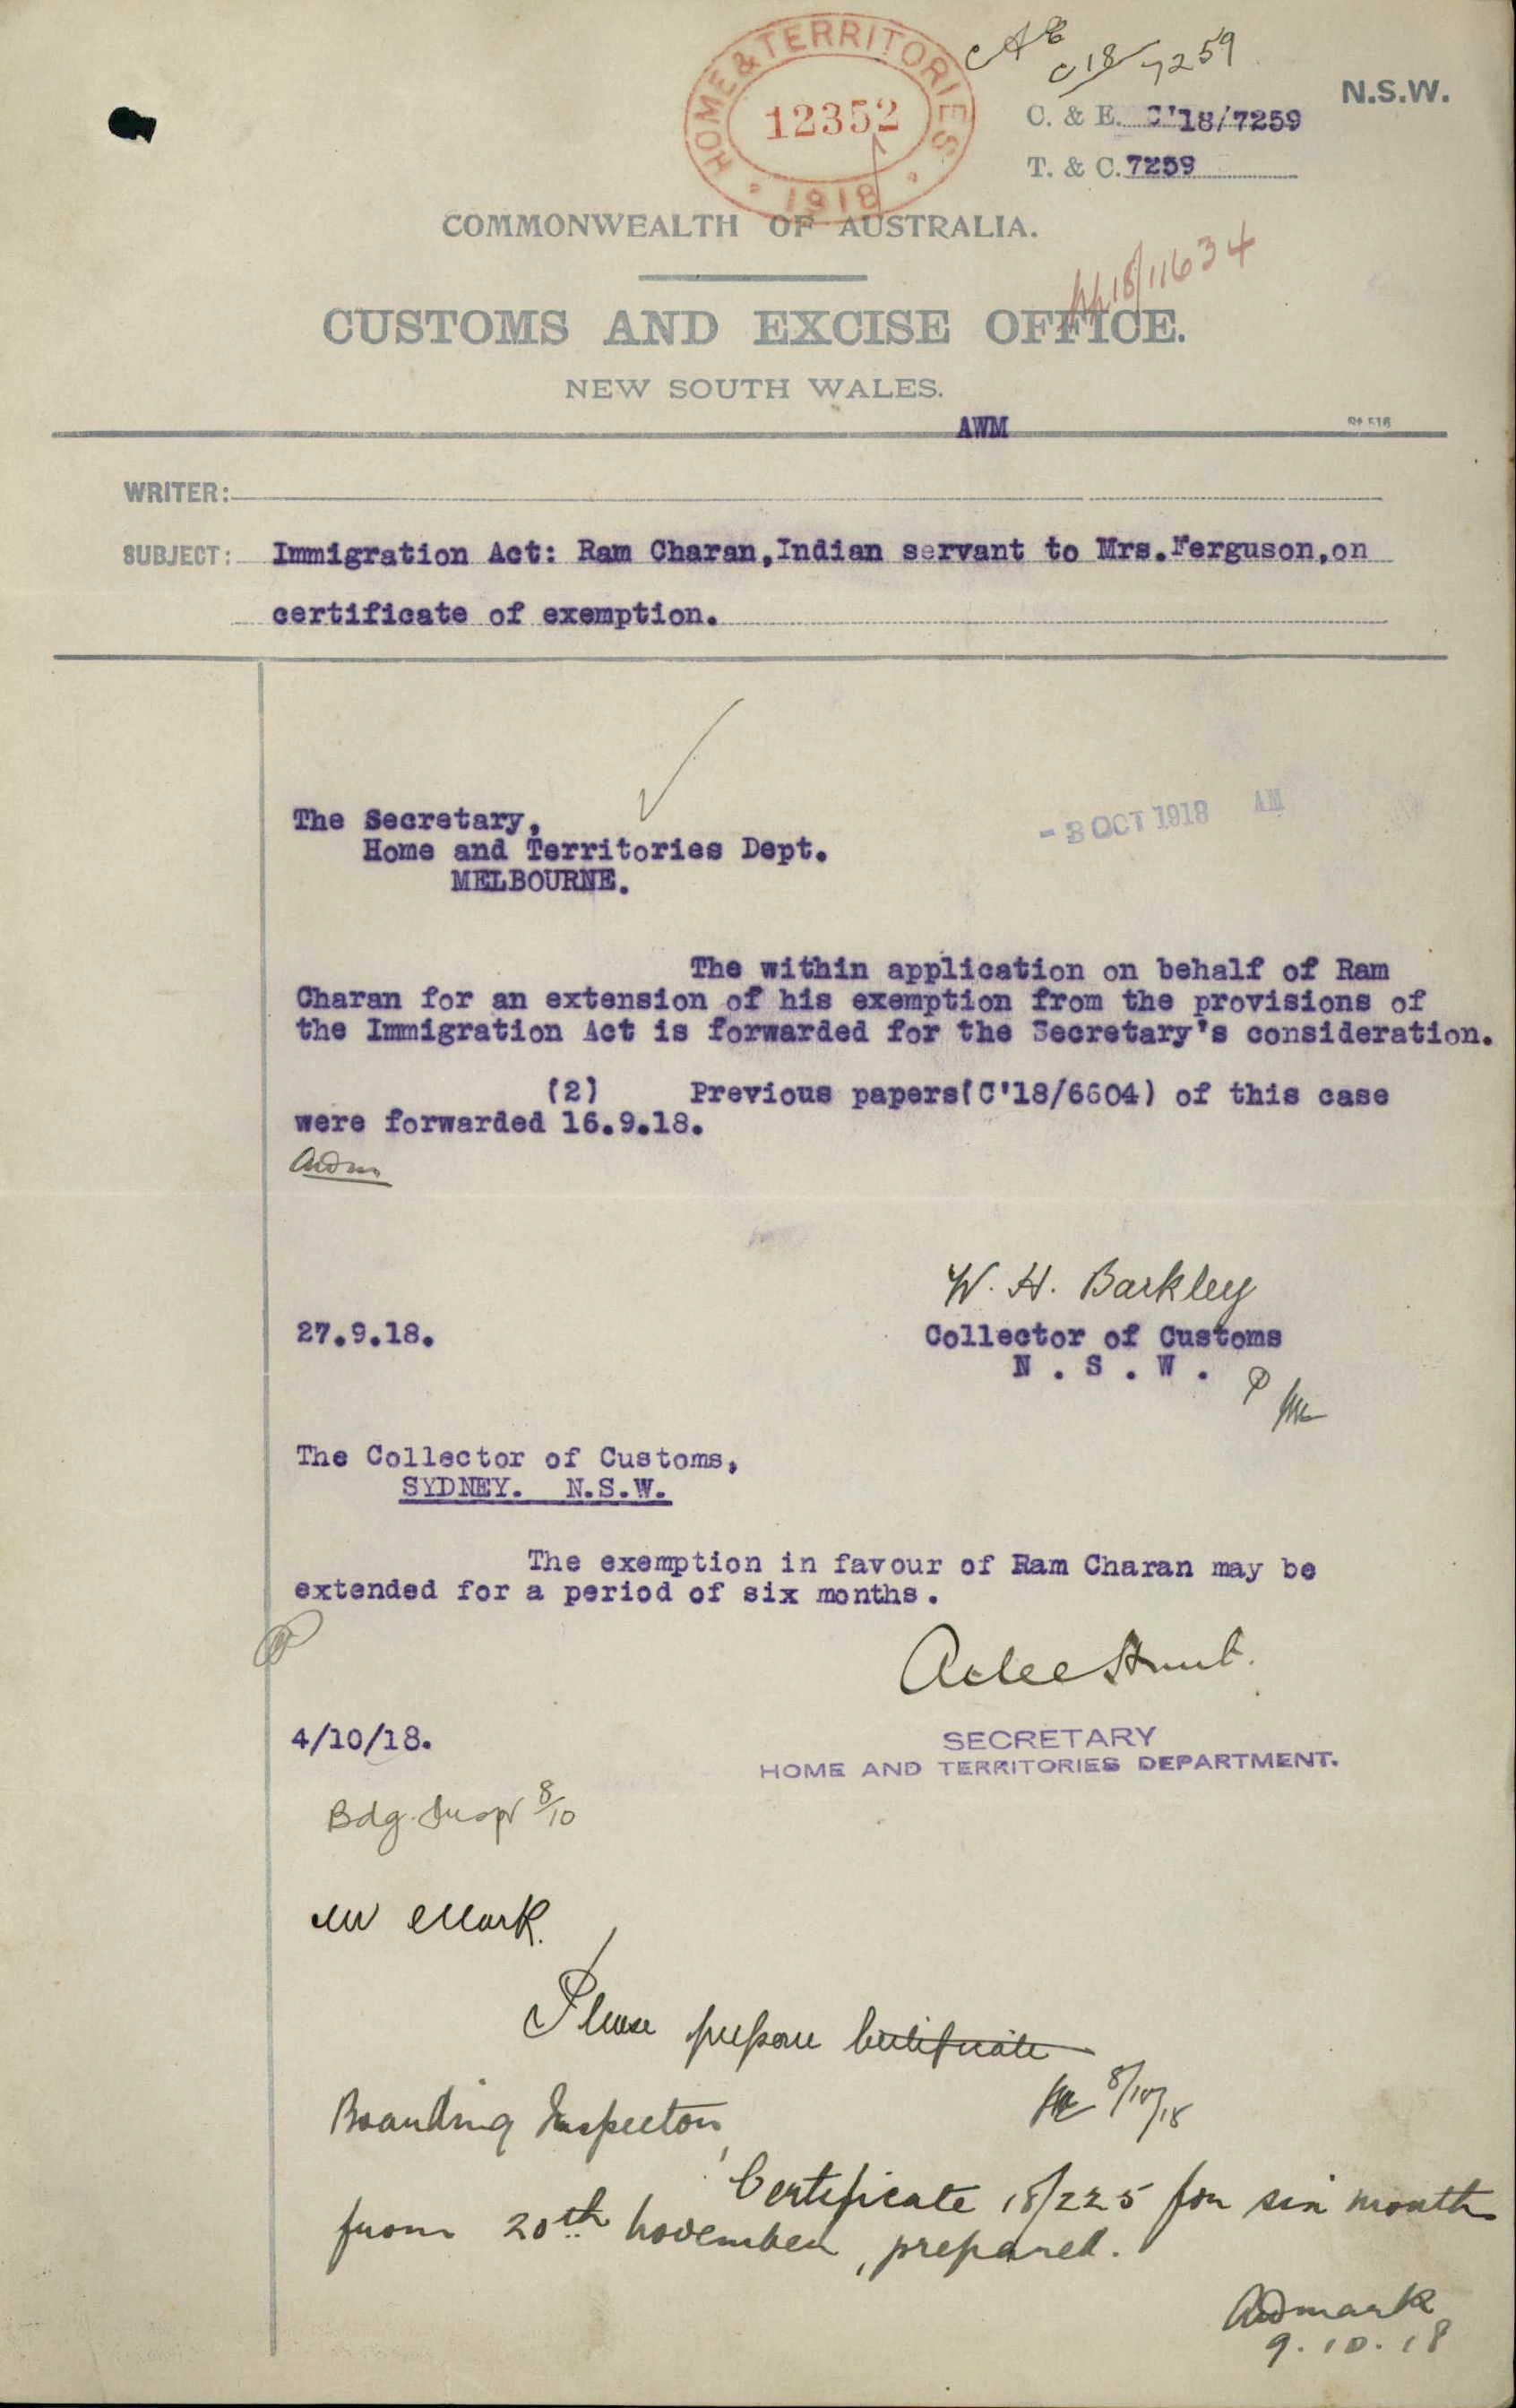 HOME & TERRITORIES
12352
1918
C 18/7259
N.S.W.
C. & E. C'18/7259
T. & C. 7259
COMMONWEALTH OF AUSTRALIA.
18/11634
CUSTOMS AND EXCISE OFFICE.
NEW SOUTH WALES.
AWM
WRITER:
SUBJECT: Immigration Act: Ram Charan, Indian servant to Mrs. Ferguson, on
certificate of exemption.
The Secretary,
Home and Territories Dept.
MELBOURNE.
- 3 OCT 1918 AM
The within application on behalf of Ram
Charan for an extension of his exemption from the provisions of
the Immigration Act is forwarded for the Secretary's consideration.
(2) Previous papers(C'18/6604) of this case
were forwarded 16.9.18.
W. H. Barkley
27.9.18.
Collector of Customs
N . S . W .
The Collector of Customs,
SYDNEY. N.S.W.
The exemption in favour of Ram Charan may be
extended for a period of six months.
Atlee Hunt.
4/10/18.
SECRETARY
HOME AND TERRITORIES DEPARTMENT.
Bdg. Inspr 8/10
Mr Mark.
Please prepare Certificate
8/10/18
Boarding Inspector,
Certificate 18/225 for six months
from 20th November, prepared.
AWmark
9.10.18